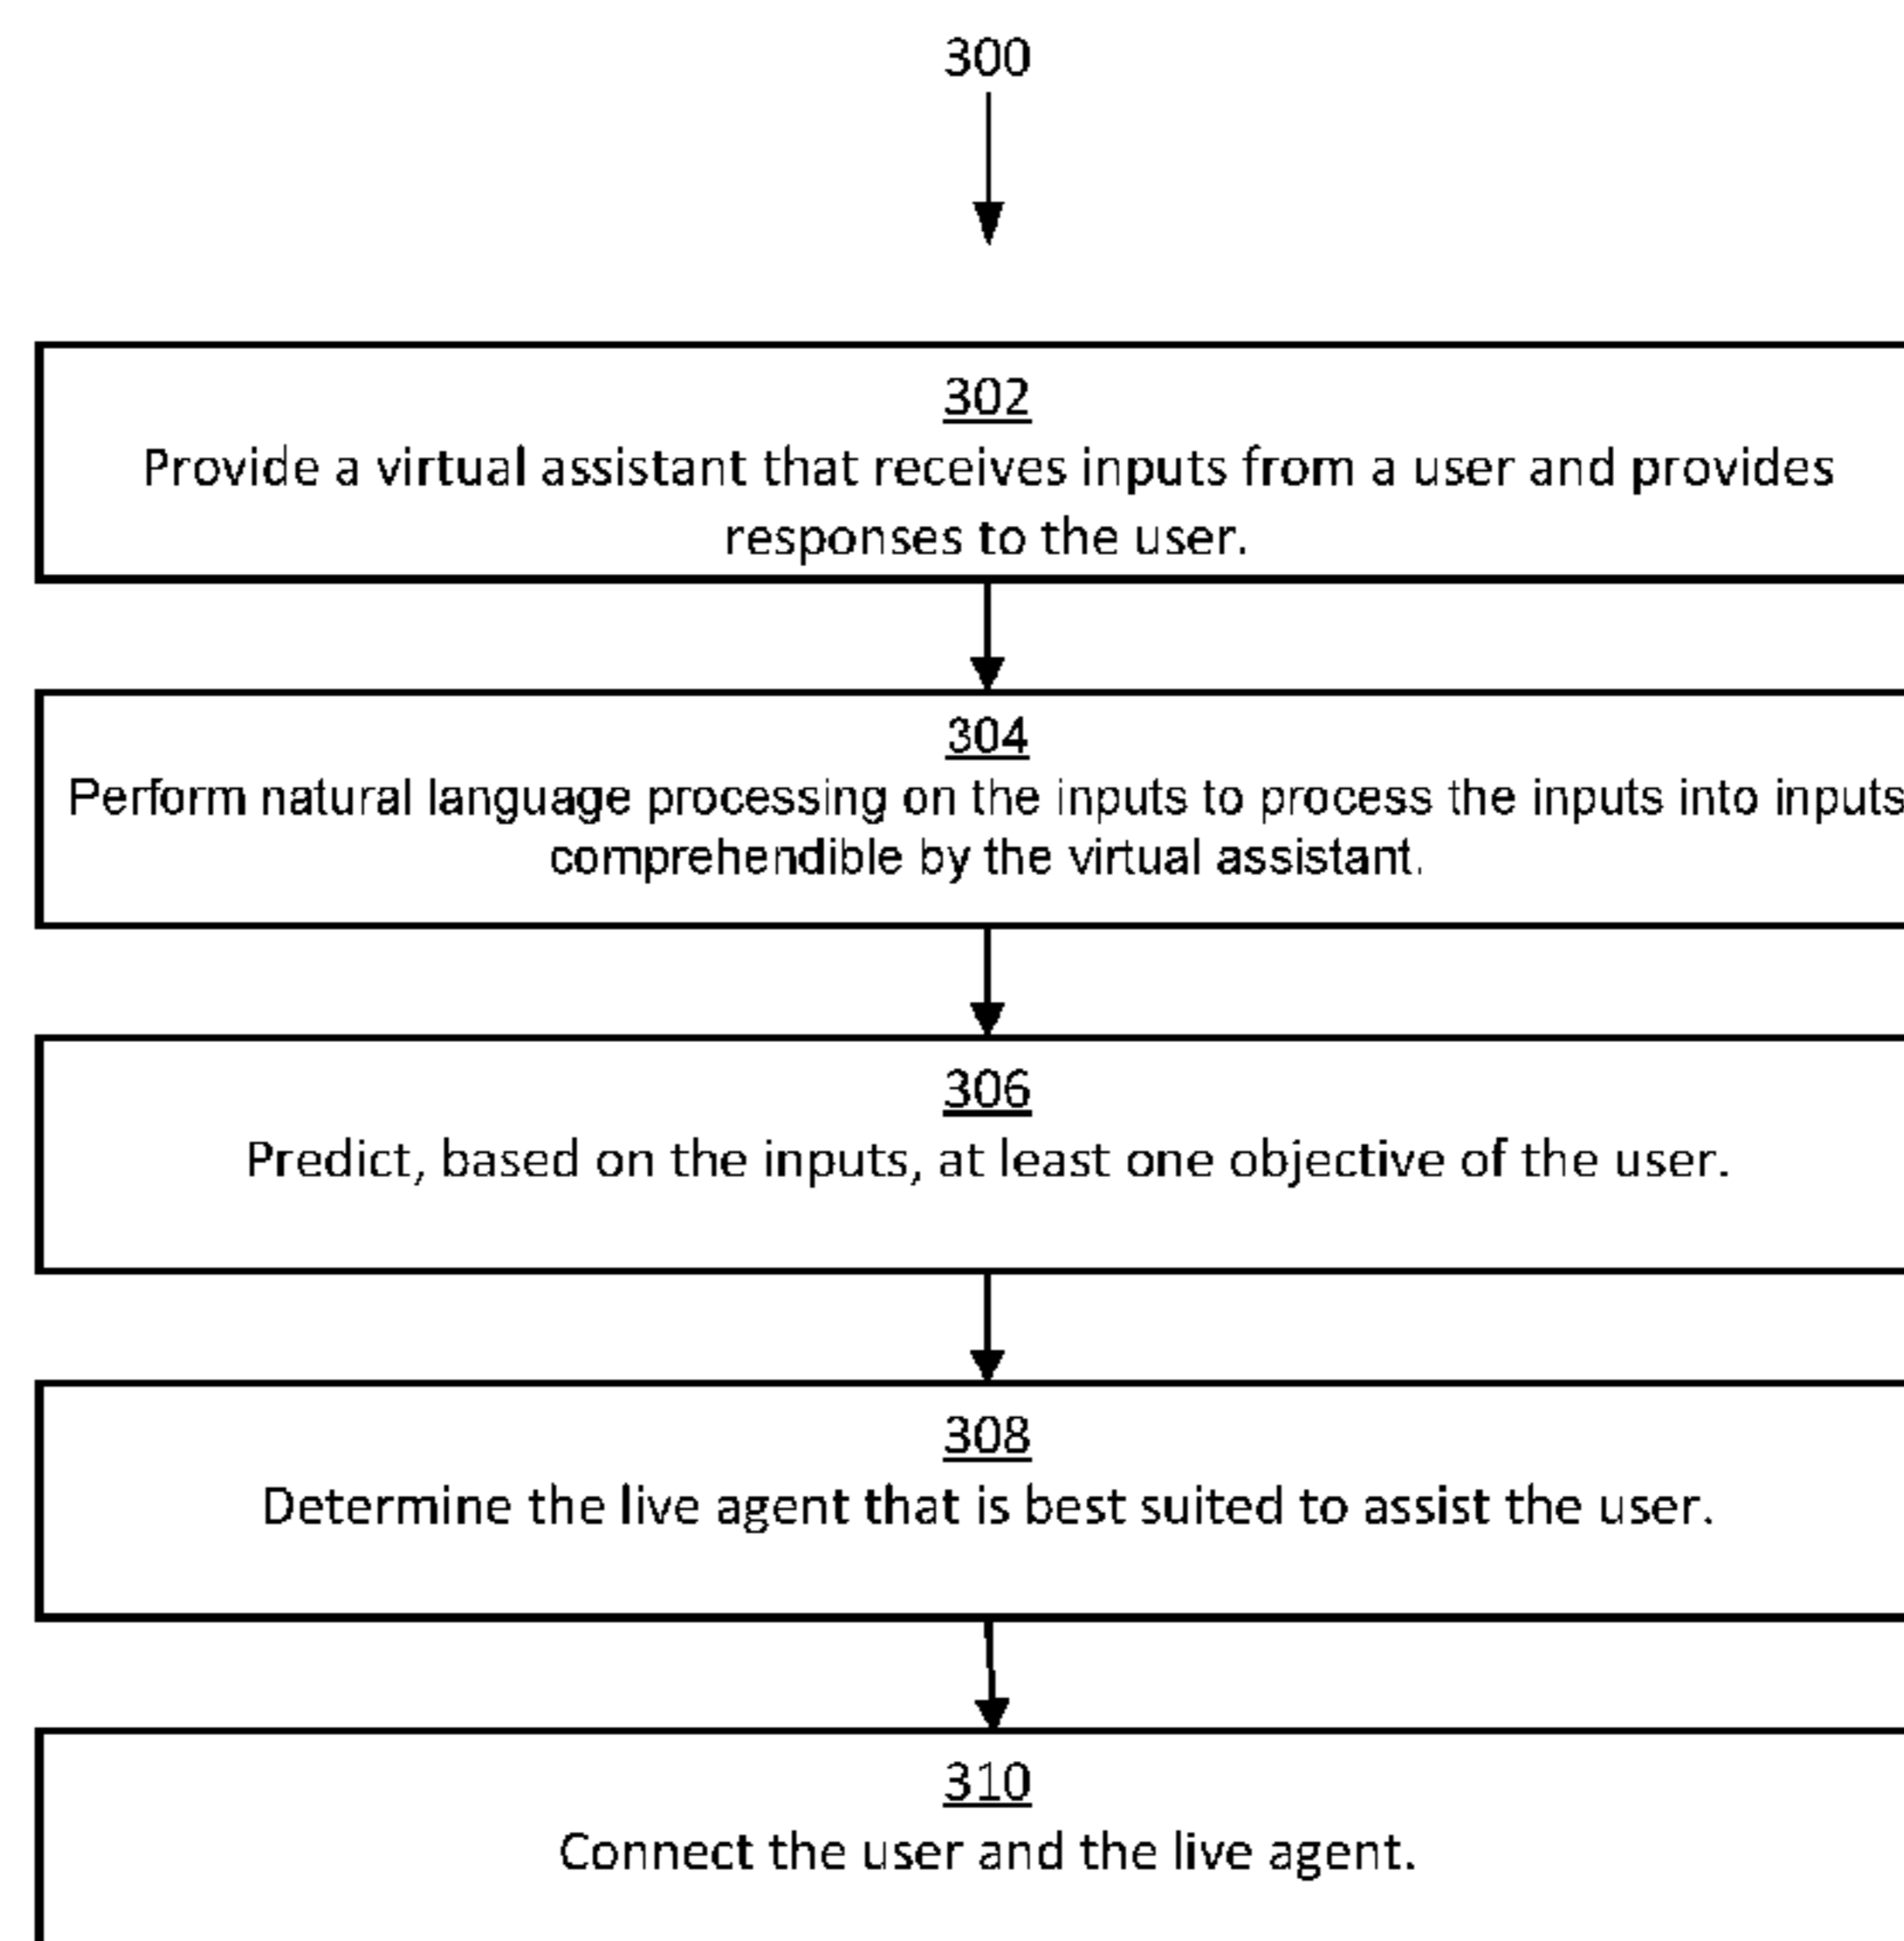 300
302
Provide a virtual assistant that receives inputs from a user and provides
responses to the user.
304
Perform natural language processing on the inputs to process the inputs into inputs
comprehendible by the virtual assistant.
306
Predict, based on the inputs, at least one objective of the user.
308
Determine the live agent that is best suited to assist the user.
310
Connect the user and the live agent.